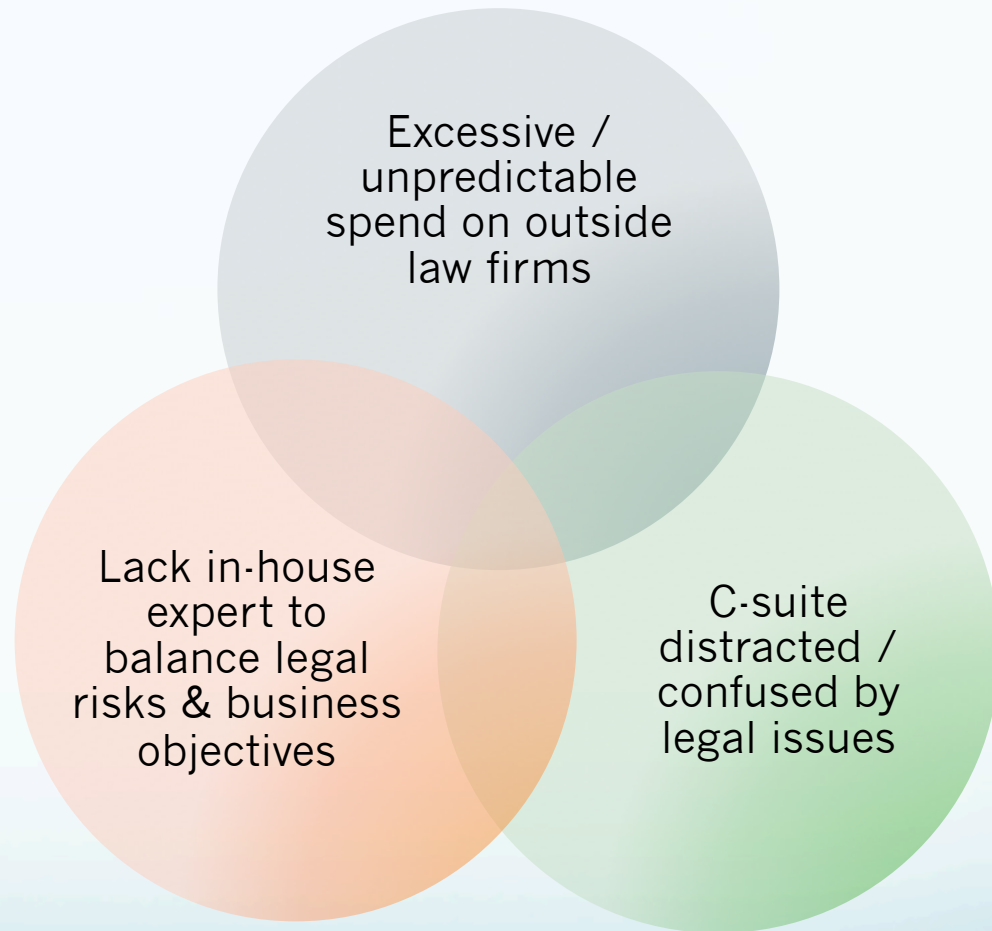 Excessive /
unpredictable
spend on outside
law firms
Lack in-house
expert to
balance legal
risks & business
objectives
C-suite
distracted /
confused by
legal issues